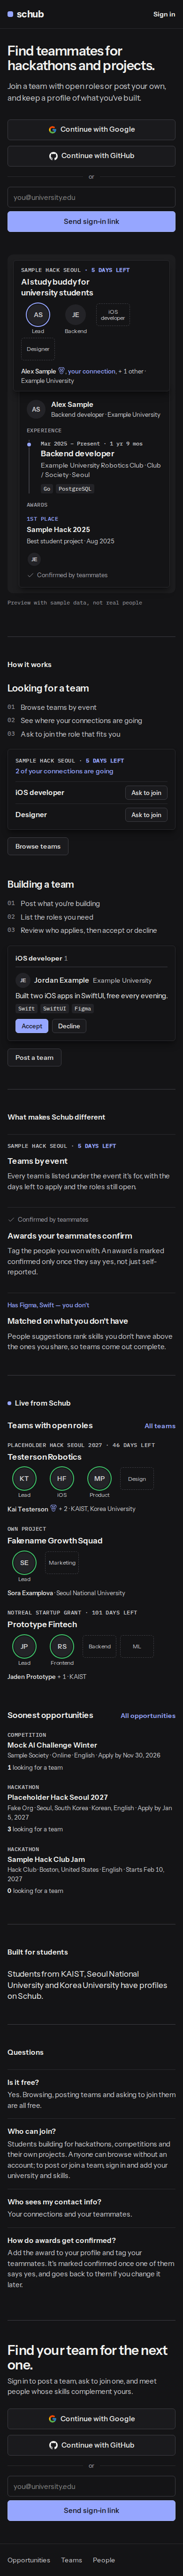 schub
Sign in
Find teammates for
hackathons and projects.
Join a team with open roles or post your own,
and keep a profile of what you've built.
Continue with Google
Continue with GitHub
or
you@university.edu
Send sign-in link
SAMPLE HACK SEOUL · 5 DAYS LEFT
AI study buddy for
university students
AS
JE
iOS
developer
Lead
Backend
Designer
Alex Sample, your connection, + 1 other ·
Example University
AS
Alex Sample
Backend developer · Example University
EXPERIENCE
Mar 2025 – Present · 1 yr 9 mos
Backend developer
Example University Robotics Club · Club
/ Society · Seoul
Go
PostgreSQL
AWARDS
1ST PLACE
Sample Hack 2025
Best student project · Aug 2025
JE
Confirmed by teammates
Preview with sample data, not real people
How it works
Looking for a team
01 Browse teams by event
02 See where your connections are going
03 Ask to join the role that fits you
SAMPLE HACK SEOUL · 5 DAYS LEFT
2 of your connections are going
iOS developer
Ask to join
Designer
Ask to join
Browse teams
Building a team
01 Post what you're building
02 List the roles you need
03 Review who applies, then accept or decline
iOS developer 1
JE
Jordan Example Example University
Built two iOS apps in SwiftUI, free every evening.
Swift
SwiftUI
Figma
Accept
Decline
Post a team
What makes Schub different
SAMPLE HACK SEOUL · 5 DAYS LEFT
Teams by event
Every team is listed under the event it's for, with the
days left to apply and the roles still open.
Confirmed by teammates
Awards your teammates confirm
Tag the people you won with. An award is marked
confirmed only once they say yes, not just self-
reported.
Has Figma, Swift — you don't
Matched on what you don't have
People suggestions rank skills you don't have above
the ones you share, so teams come out complete.
Live from Schub
Teams with open roles
All teams
PLACEHOLDER HACK SEOUL 2027 · 46 DAYS LEFT
Testerson Robotics
KT
HF
MP
Design
Lead
iOS
Product
Kai Testerson + 2 · KAIST, Korea University
OWN PROJECT
Fakename Growth Squad
SE
Marketing
Lead
Sora Examplova · Seoul National University
NOTREAL STARTUP GRANT · 101 DAYS LEFT
Prototype Fintech
JP
RS
Backend
ML
Lead
Frontend
Jaden Prototype + 1 · KAIST
Soonest opportunities
All opportunities
COMPETITION
Mock AI Challenge Winter
Sample Society · Online · English · Apply by Nov 30, 2026
1 looking for a team
HACKATHON
Placeholder Hack Seoul 2027
Fake Org · Seoul, South Korea · Korean, English · Apply by Jan
5, 2027
3 looking for a team
HACKATHON
Sample Hack Club Jam
Hack Club · Boston, United States · English · Starts Feb 10,
2027
0 looking for a team
Built for students
Students from KAIST, Seoul National
University and Korea University have profiles
on Schub.
Questions
Is it free?
Yes. Browsing, posting teams and asking to join them
are all free.
Who can join?
Students building for hackathons, competitions and
their own projects. Anyone can browse without an
account; to post or join a team, sign in and add your
university and skills.
Who sees my contact info?
Your connections and your teammates.
How do awards get confirmed?
Add the award to your profile and tag your
teammates. It's marked confirmed once one of them
says yes, and goes back to them if you change it
later.
Find your team for the next
one.
Sign in to post a team, ask to join one, and meet
people whose skills complement yours.
Continue with Google
Continue with GitHub
or
you@university.edu
Send sign-in link
Opportunities
Teams
People